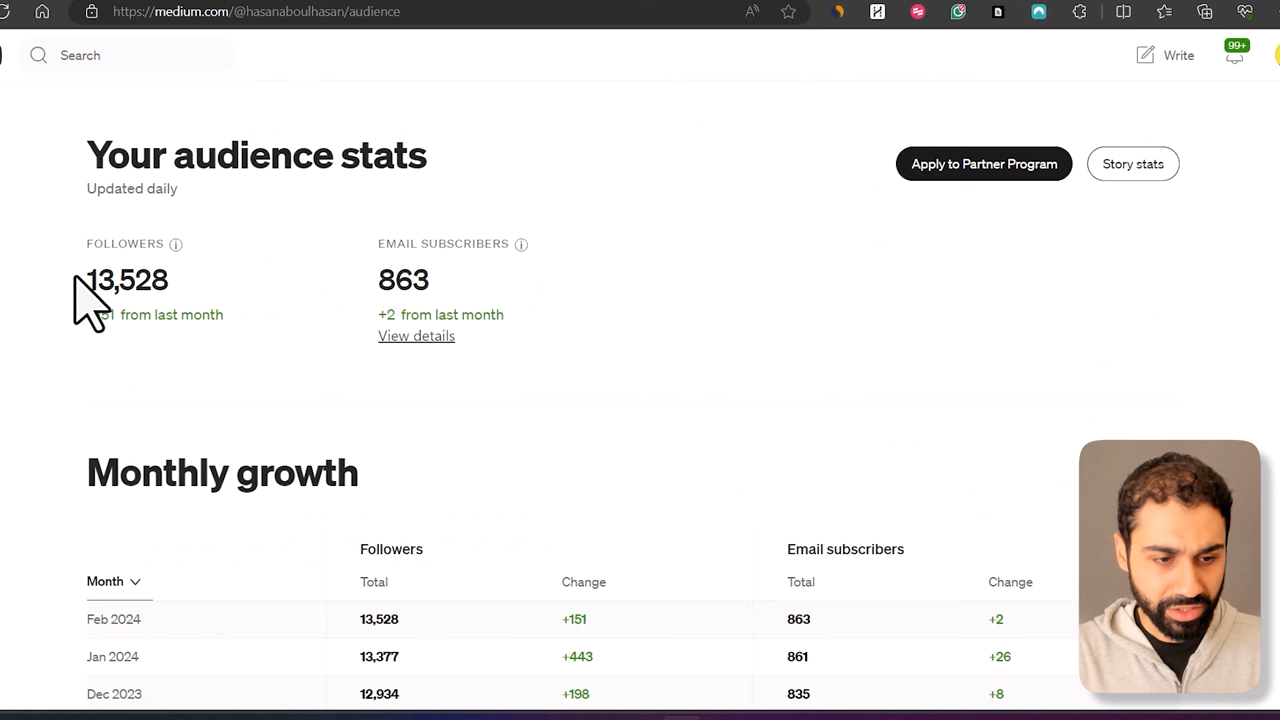 https://medium.com/@hasanaboulhasan/audience
Search
Write
99+
Your audience stats
Updated daily
Apply to Partner Program
Story stats
FOLLOWERS
EMAIL SUBSCRIBERS
13,528
863
from last month
+2 from last month
View details
Monthly growth
Followers
Email subscribers
Month
Total
Change
Total
Change
Feb 2024
13,528
+151
863
+2
Jan 2024
13,377
+443
861
+26
Dec 2023
12,934
+198
835
+8